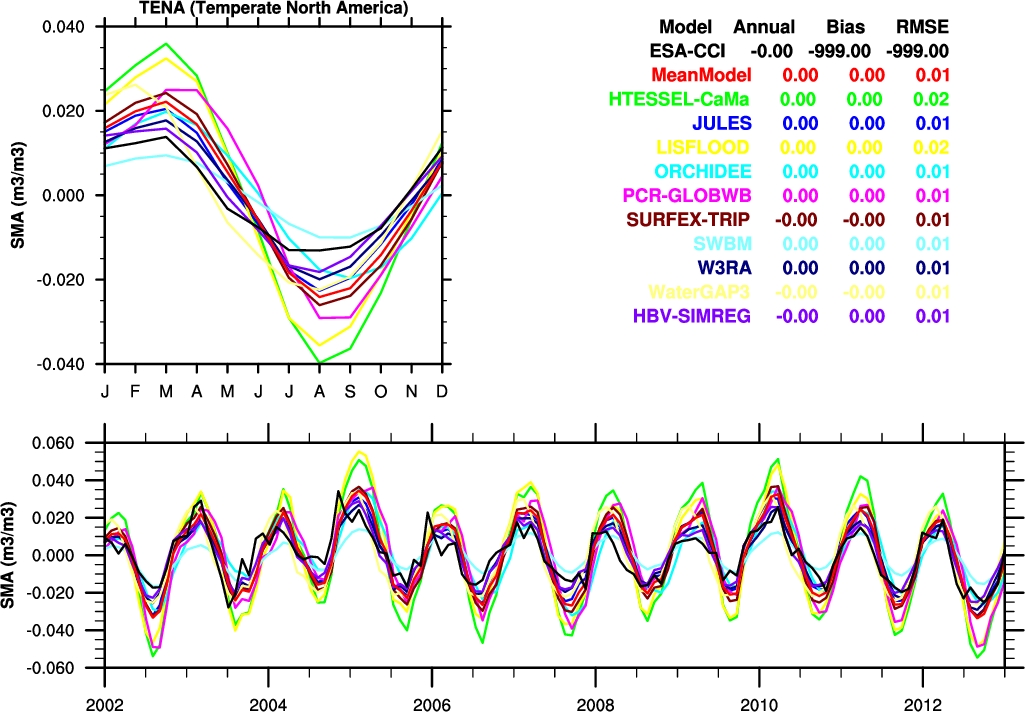 TENA (Temperate North America)
0.040
0.020
0.000
-0.020
-0.040
SMA (m3/m3)
J F M A M J J A S O N D
Model Annual Bias RMSE
ESA-CCI -0.00 -999.00 -999.00
MeanModel 0.00 0.00 0.01
HTESSEL-CaMa 0.00 0.00 0.02
JULES 0.00 0.00 0.01
LISFLOOD 0.00 0.00 0.02
ORCHIDEE 0.00 0.00 0.01
PCR-GLOBWB 0.00 0.00 0.01
SURFEX-TRIP -0.00 -0.00 0.01
SWBM 0.00 0.00 0.01
W3RA 0.00 0.00 0.01
WaterGAP3 -0.00 -0.00 0.01
HBV-SIMREG -0.00 0.00 0.01
0.060
0.040
0.020
0.000
-0.020
-0.040
-0.060
SMA (m3/m3)
2002 2004 2006 2008 2010 2012